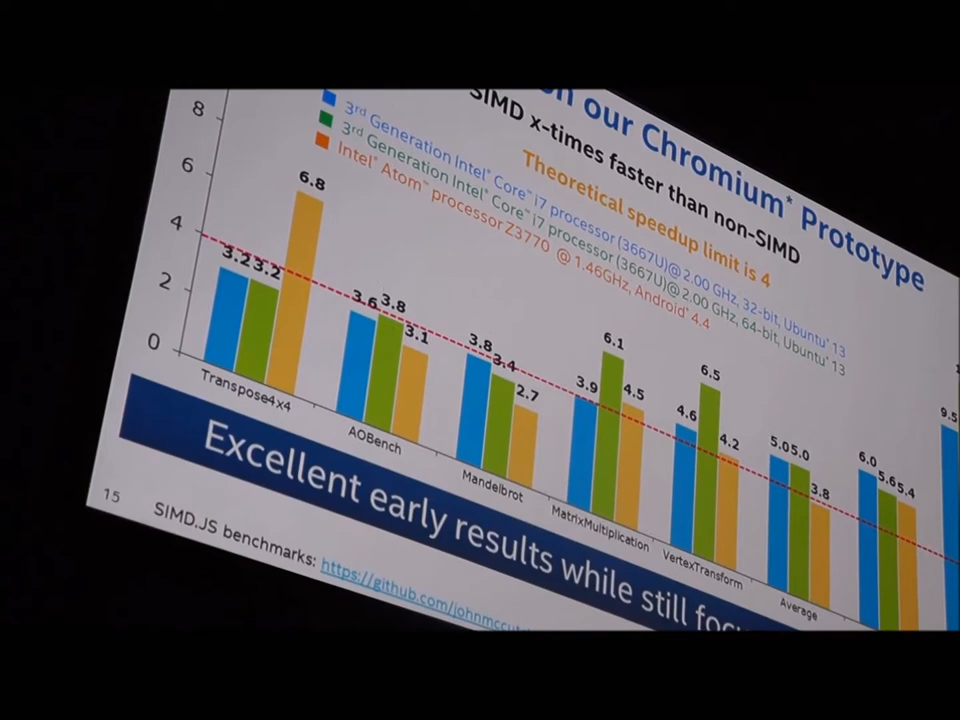 on our Chromium* Prototype
SIMD x-times faster than non-SIMD
Theoretical speedup limit is 4
3rd Generation Intel® Core™ i7 processor (3667U)@ 2.00 GHz, 32-bit, Ubuntu* 13
3rd Generation Intel® Core™ i7 processor (3667U)@ 2.00 GHz, 64-bit, Ubuntu* 13
Intel® Atom™ processor Z3770 @ 1.46GHz, Android* 4.4
8
6
4
2
0
3.2 3.2 6.8
3.6 3.8 3.1
3.8 3.4 2.7
3.9 6.1 4.5
4.6 6.5 4.2
5.0 5.0 3.8
6.0 5.6 5.4
9.5
Transpose4x4
AOBench
Mandelbrot
MatrixMultiplication
VertexTransform
Average
Excellent early results while still
15
SIMD.JS benchmarks: https://github.com/johnmccut